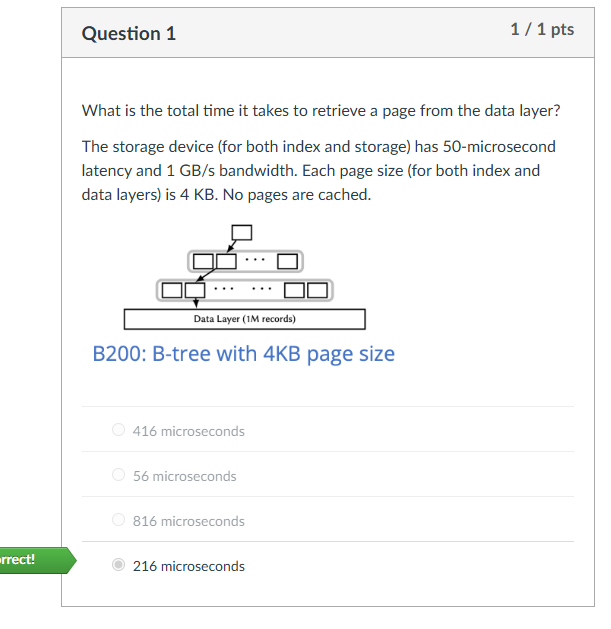 Question 1
1 / 1 pts
What is the total time it takes to retrieve a page from the data layer?
The storage device (for both index and storage) has 50-microsecond
latency and 1 GB/s bandwidth. Each page size (for both index and
data layers) is 4 KB. No pages are cached.
...
... ...
Data Layer (1M records)
B200: B-tree with 4KB page size
416 microseconds
56 microseconds
816 microseconds
rrect!
216 microseconds